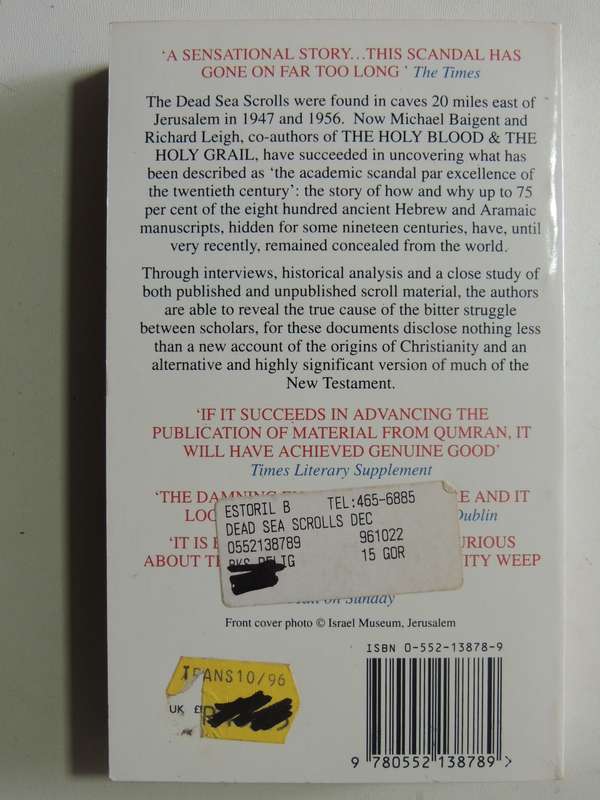 ‘A SENSATIONAL STORY...THIS SCANDAL HAS
GONE ON FAR TOO LONG ’ The Times
The Dead Sea Scrolls were found in caves 20 miles east of
Jerusalem in 1947 and 1956. Now Michael Baigent and
Richard Leigh, co-authors of THE HOLY BLOOD & THE
HOLY GRAIL, have succeeded in uncovering what has
been described as ‘the academic scandal par excellence of
the twentieth century’: the story of how and why up to 75
per cent of the eight hundred ancient Hebrew and Aramaic
manuscripts, hidden for some nineteen centuries, have, until
very recently, remained concealed from the world.
Through interviews, historical analysis and a close study of
both published and unpublished scroll material, the authors
are able to reveal the true cause of the bitter struggle
between scholars, for these documents disclose nothing less
than a new account of the origins of Christianity and an
alternative and highly significant version of much of the
New Testament.
‘IF IT SUCCEEDS IN ADVANCING THE
PUBLICATION OF MATERIAL FROM QUMRAN, IT
WILL HAVE ACHIEVED GENUINE GOOD’
Times Literary Supplement
‘THE DAMNING RE AND IT
LOO Dublin
‘IT IS URIOUS
ABOUT ITY WEEP
on Sunday
ESTORIL B TEL:465-6885
DEAD SEA SCROLLS DEC
0552138789 961022
15 GOR
Front cover photo © Israel Museum, Jerusalem
TRANS10/96
UK £
ISBN 0-552-13878-9
9 780552 138789 >